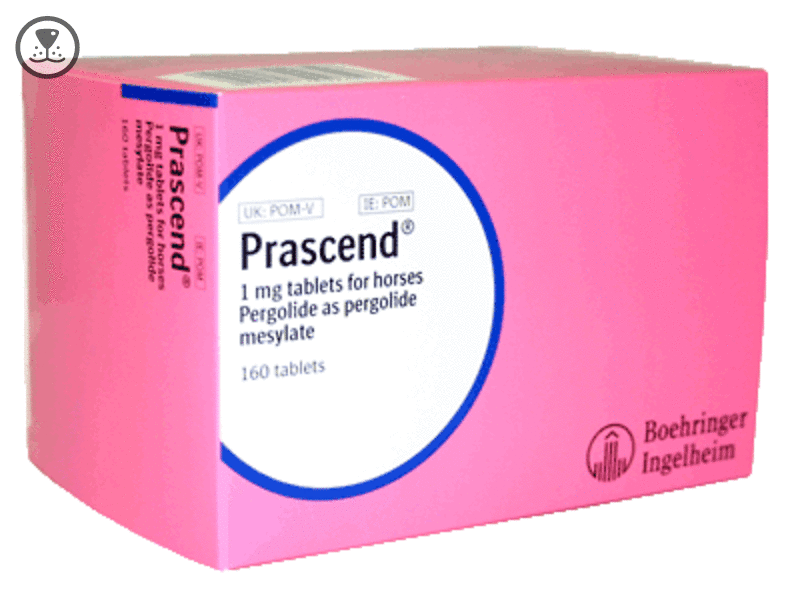 UK: POM-V
IE: POM
Prascend®
1 mg tablets for horses
Pergolide as pergolide
mesylate
160 tablets
UK: POM-V IE: POM
Prascend®
1 mg tablets for horses
Pergolide as pergolide
mesylate
160 tablets
Boehringer
Ingelheim